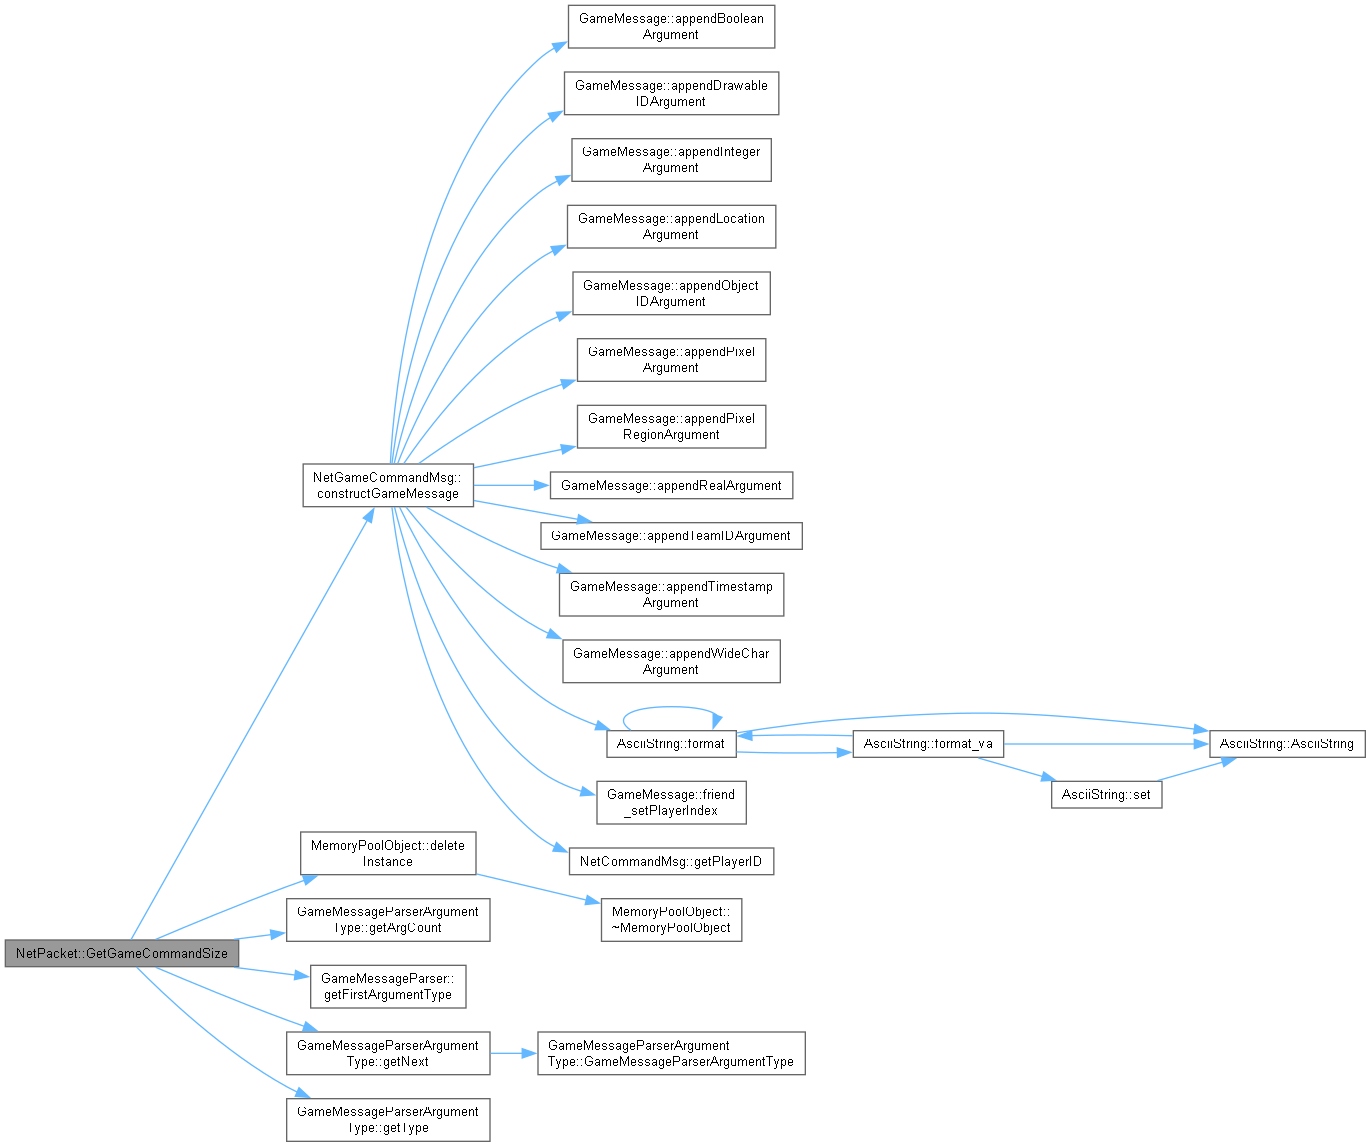 GameMessage::appendBoolean
Argument
GameMessage::appendDrawable
IDArgument
GameMessage::appendInteger
Argument
GameMessage::appendLocation
Argument
GameMessage::appendObject
IDArgument
GameMessage::appendPixel
Argument
GameMessage::appendPixel
RegionArgument
NetGameCommandMsg::
constructGameMessage
GameMessage::appendRealArgument
GameMessage::appendTeamIDArgument
GameMessage::appendTimestamp
Argument
GameMessage::appendWideChar
Argument
AsciiString::format
AsciiString::format_va
AsciiString::AsciiString
AsciiString::set
GameMessage::friend
_setPlayerIndex
MemoryPoolObject::delete
Instance
NetCommandMsg::getPlayerID
GameMessageParserArgument
Type::getArgCount
MemoryPoolObject::
~MemoryPoolObject
NetPacket::GetGameCommandSize
GameMessageParser::
getFirstArgumentType
GameMessageParserArgument
Type::getNext
GameMessageParserArgument
Type::GameMessageParserArgumentType
GameMessageParserArgument
Type::getType